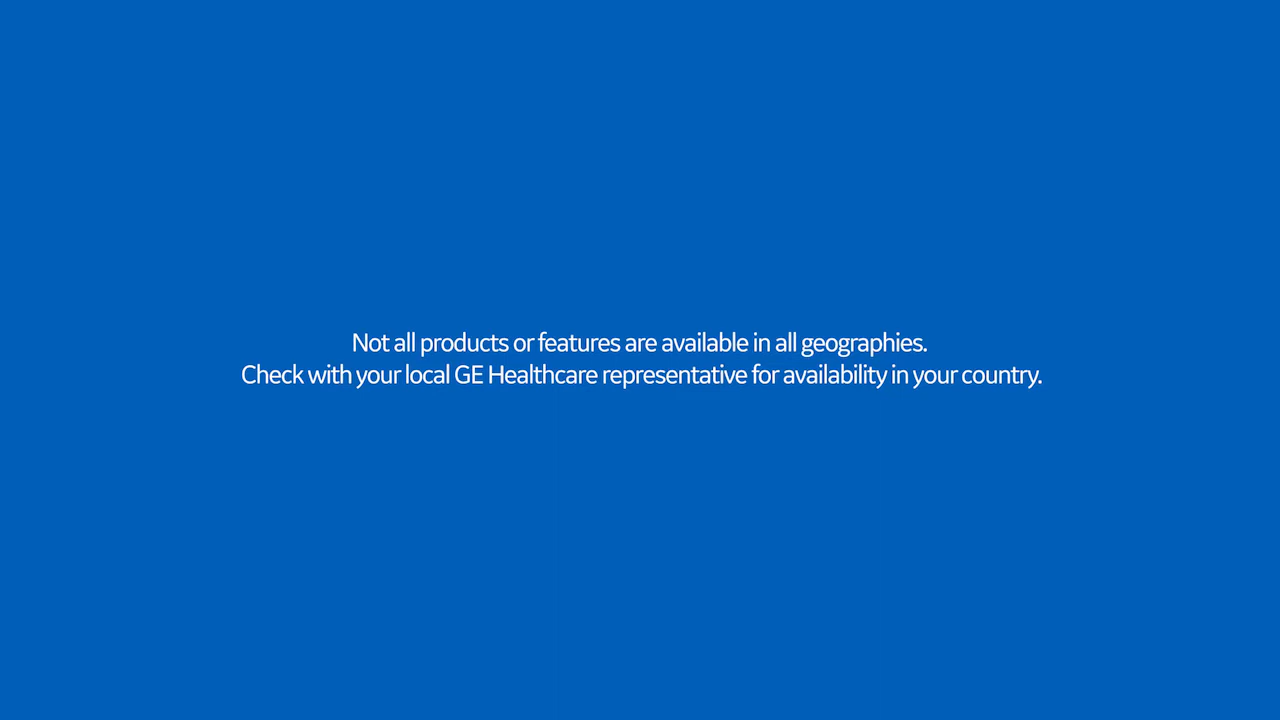 Not all products or features are available in all geographies.
Check with your local GE Healthcare representative for availability in your country.